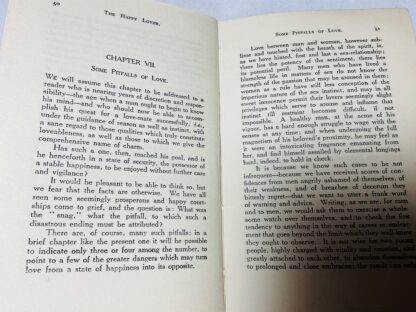 50
THE HAPPY LOVER.
CHAPTER VII.
SOME PITFALLS OF LOVE.
We will assume this chapter to be addressed to a
reader who is nearing years of discretion and respon-
sibility—the age when a man ought to begin to know
his mind—and who should now be able to accom-
plish his quest for a love-mate successfully, i.e.,
under the guidance of reason as well as instinct, with
a sane regard to those qualities which truly constitute
loveableness, as well as those to which we give the
comprehensive name of charm.
Has such a one, then, reached his goal, and is
he henceforth in a state of security, the possessor of
a stable happiness, to be enjoyed without further care
and vigilance?
It would be pleasant to be able to think so, but
we fear that the facts are otherwise. We have all
seen some seemingly prosperous and happy court-
ships come to grief, and the question is: What was
the "snag," what the pitfall, to which such a
disastrous ending must be attributed?
There are, of course, many such pitfalls; in a
brief chapter like the present one it will be possible
to indicate only three or four among the number, to
point to a few of the greater dangers which may turn
love from a state of happiness into its opposite.
SOME PITFALLS OF LOVE.
51
Love between man and woman, however sub-
lime and touched with the breath of the spirit, is,
as we have hinted, first and last a sex-relationship;
there lies the potency of the sentiment, there lies
its potential peril. Many men who have lived a
blameless life in matters of sex do not know the
strength of the passion that may be aroused in them;
women as a rule have still less conception of the
tyranny of this imperious instinct, and may in all
sweet innocence permit their lovers seemingly slight
privileges which serve to arouse and inflame that
instinct till restraint becomes difficult, if not
impossible. A healthy man, at the acme of his
vigour, has a hard enough struggle to wage with the
senses at any time; and when undergoing the full
magnetism of his beloved's proximity, he may feel as
it were an intoxicating fragrance emanating from
her, and find himself assailed by elemental longings
hard, indeed, to hold in check.
It is because we know such cases to be not
infrequent—because we have received scores of con-
fidences from men angrily ashamed of themselves, of
their weakness, and of breaches of decorum they
bitterly regret—that we want to utter a frank word
of warning and advice. Writing, as we are, for men
and to men, we would ask them to exercise a whole-
some watch over themselves, and to check the first
tendency to anything in the way of caress or endear-
ment that goes beyond the limit which they well know
they ought to observe. It is not wise for two young
people, highly charged with vitality and emotion, and
greatly attached to each other, to abandon themselves
to prolonged and close embraces; the result can only